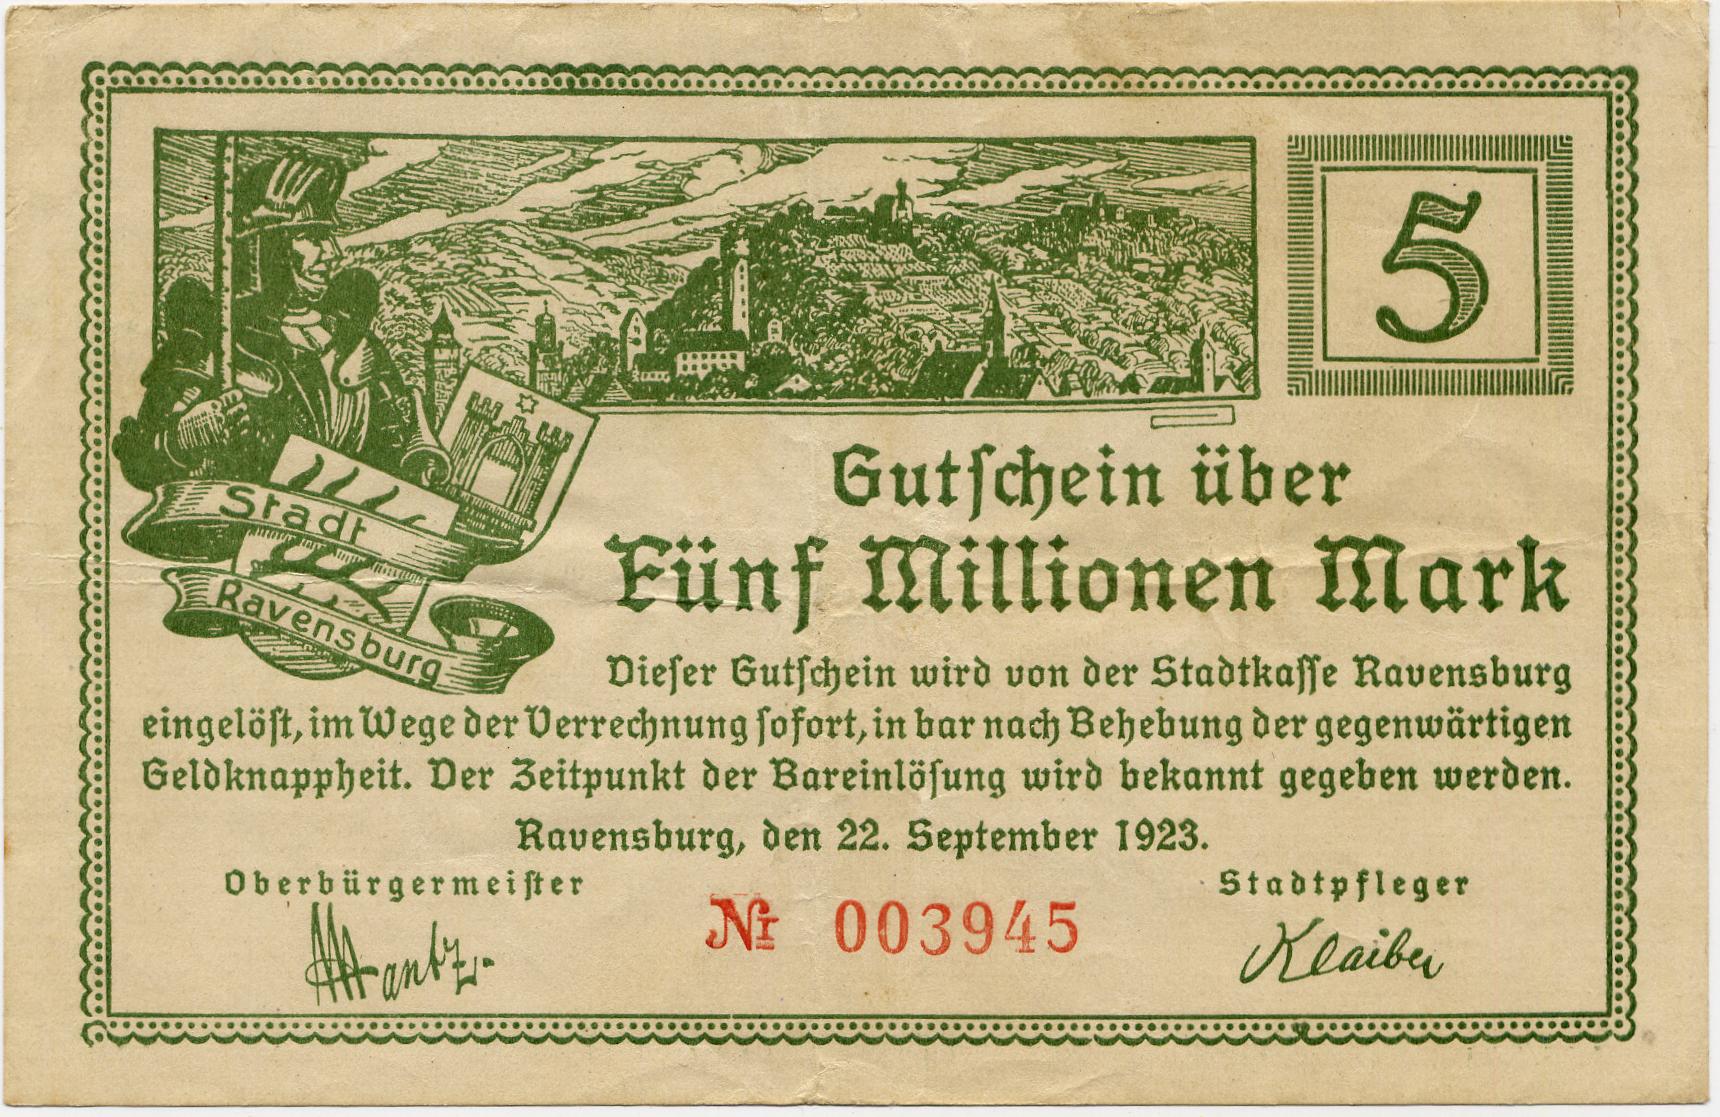 5
Gutschein über
Fünf Millionen Mark
Stadt
Ravensburg
Dieser Gutschein wird von der Stadtkasse Ravensburg
eingelöst, im Wege der Verrechnung sofort, in bar nach Behebung der gegenwärtigen
Geldknappheit. Der Zeitpunkt der Bareinlösung wird bekannt gegeben werden.
Ravensburg, den 22. September 1923.
Oberbürgermeister
Stadtpfleger
Nr 003945
Mantz.
Klaiber